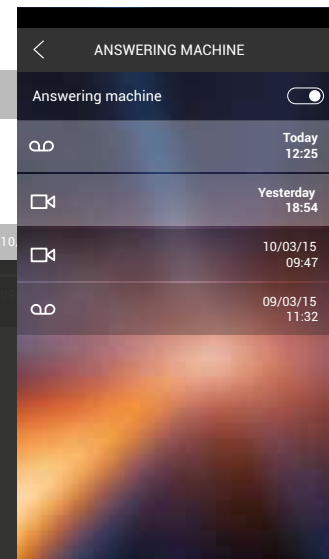 ANSWERING MACHINE
Answering machine
Today
12:25
Yesterday
18:54
10/03/15
09:47
09/03/15
11:32
10/